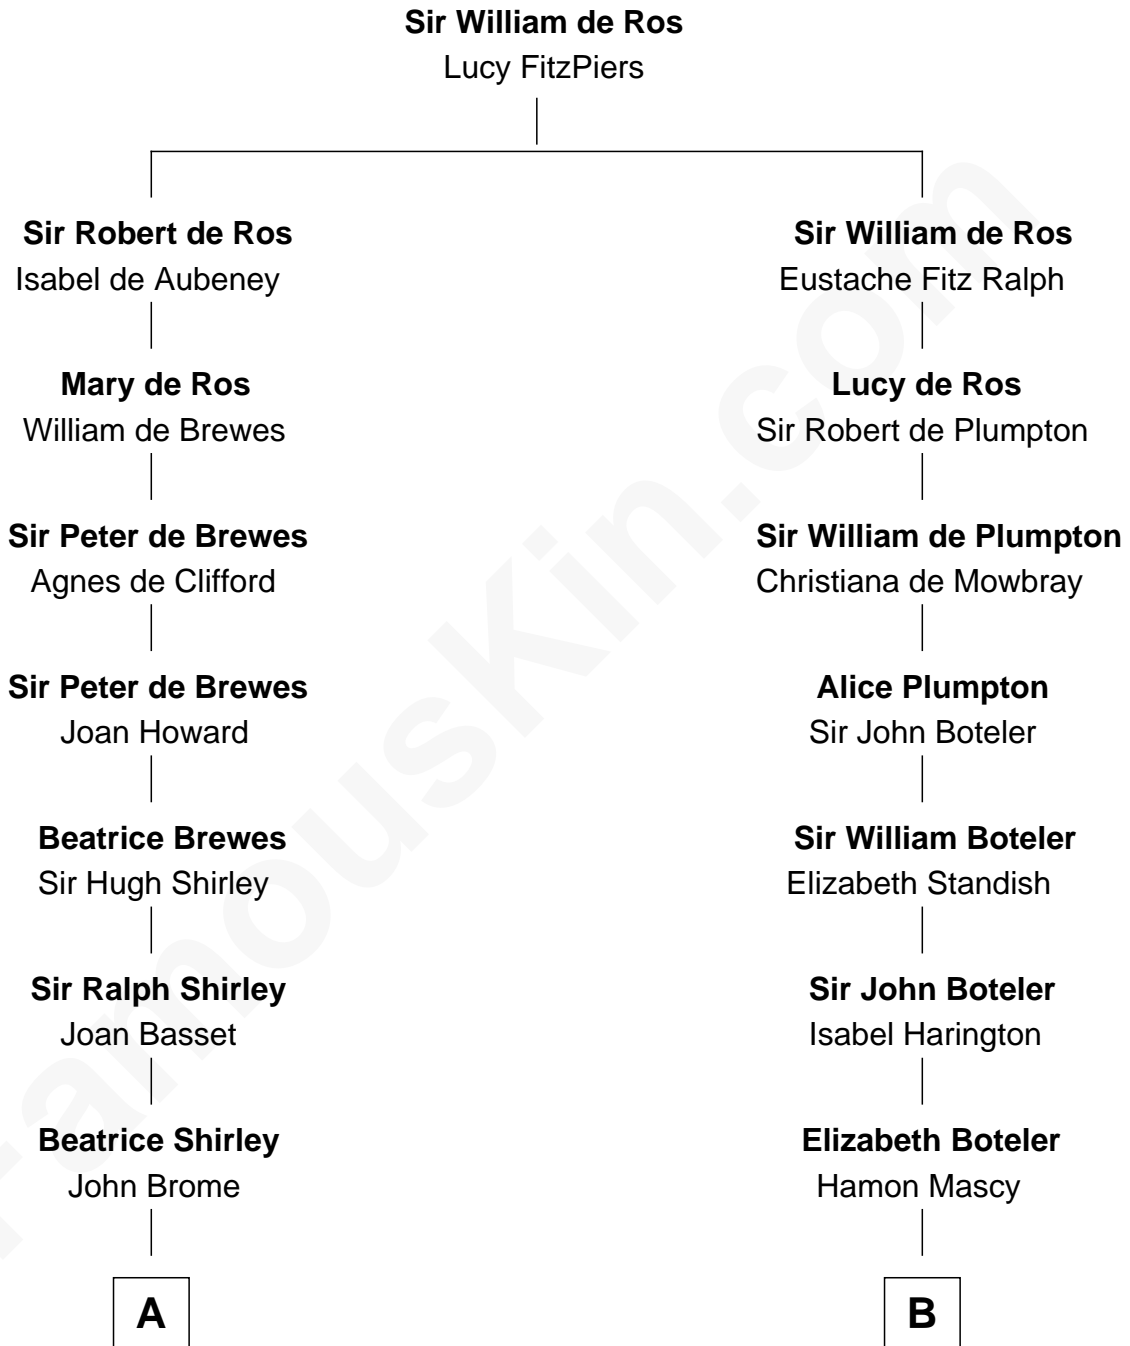 Sir William de Ros
Lucy FitzPiers
Sir Robert de Ros
Isabel de Aubeney
Mary de Ros
William de Brewes
Sir Peter de Brewes
Agnes de Clifford
Sir Peter de Brewes
Joan Howard
Beatrice Brewes
Sir Hugh Shirley
Sir Ralph Shirley
Joan Basset
Beatrice Shirley
John Brome
A
Sir William de Ros
Eustache Fitz Ralph
Lucy de Ros
Sir Robert de Plumpton
Sir William de Plumpton
Christiana de Mowbray
Alice Plumpton
Sir John Boteler
Sir William Boteler
Elizabeth Standish
Sir John Boteler
Isabel Harington
Elizabeth Boteler
Hamon Mascy
B
FamousKin.com